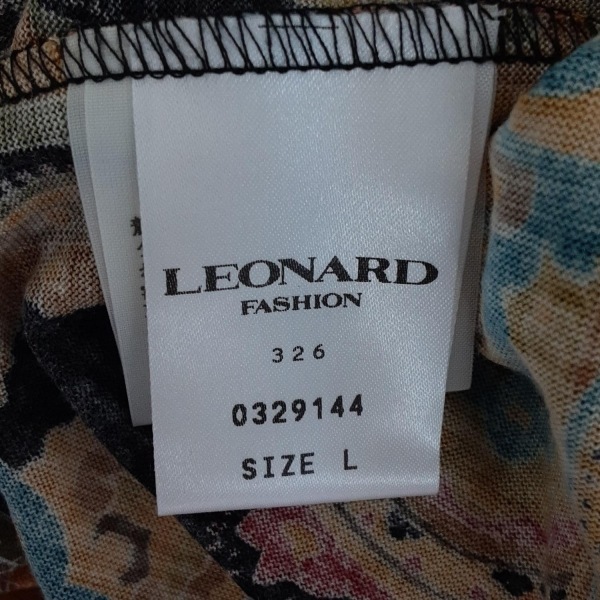 LEONARD
FASHION
326
0329144
SIZE L